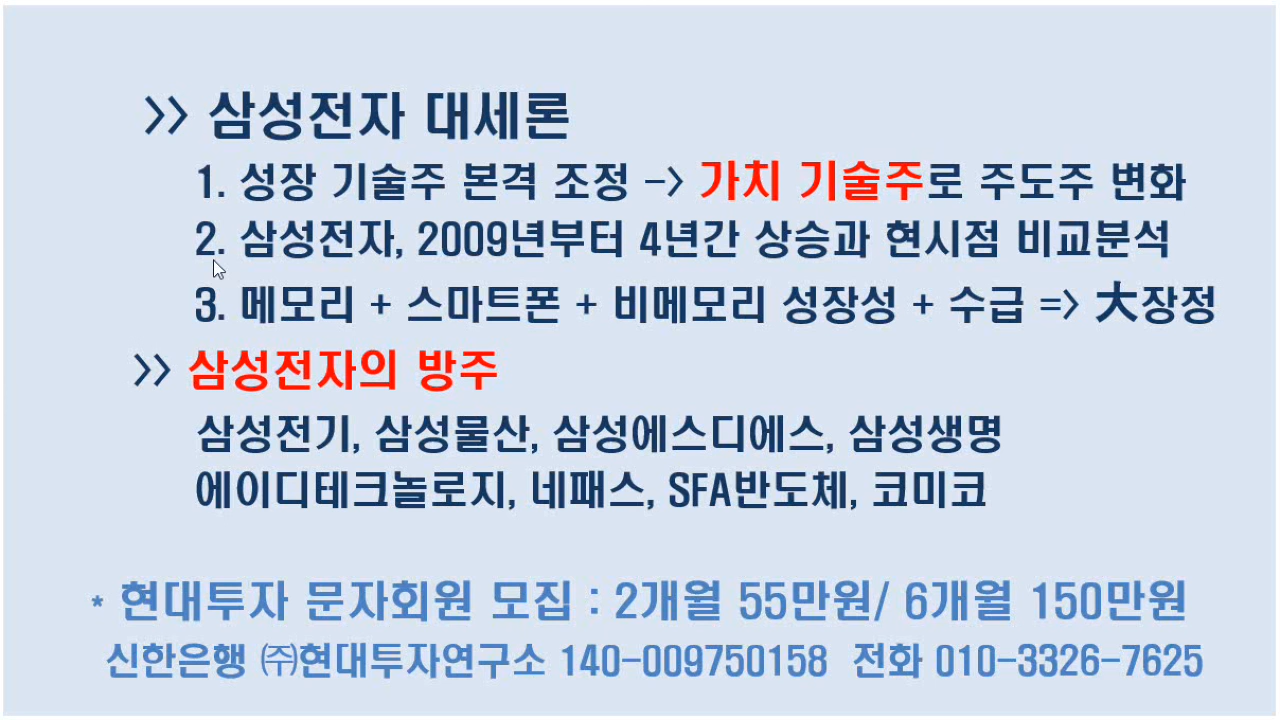 >> 삼성전자 대세론
1. 성장 기술주 본격 조정 -> 가치 기술주로 주도주 변화
2. 삼성전자, 2009년부터 4년간 상승과 현시점 비교분석
3. 메모리 + 스마트폰 + 비메모리 성장성 + 수급 => 大장정
>> 삼성전자의 방주
삼성전기, 삼성물산, 삼성에스디에스, 삼성생명
에이디테크놀로지, 네패스, SFA반도체, 코미코
* 현대투자 문자회원 모집 : 2개월 55만원/ 6개월 150만원
신한은행 ㈜현대투자연구소 140-009750158 전화 010-3326-7625